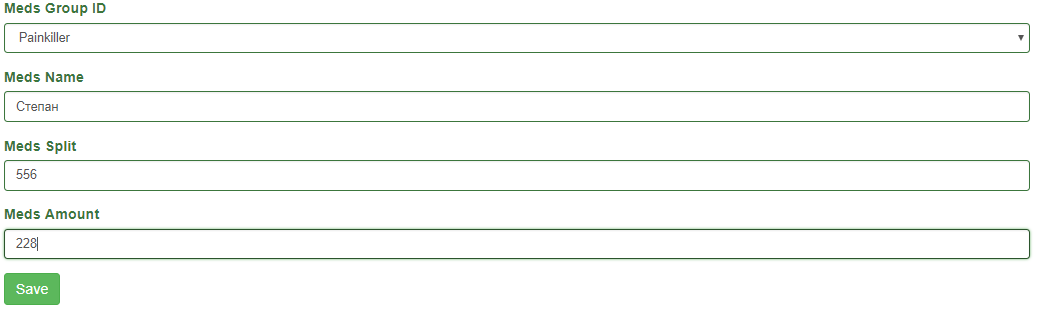 Meds Group ID
Painkiller
Meds Name
Степан
Meds Split
556
Meds Amount
228
Save